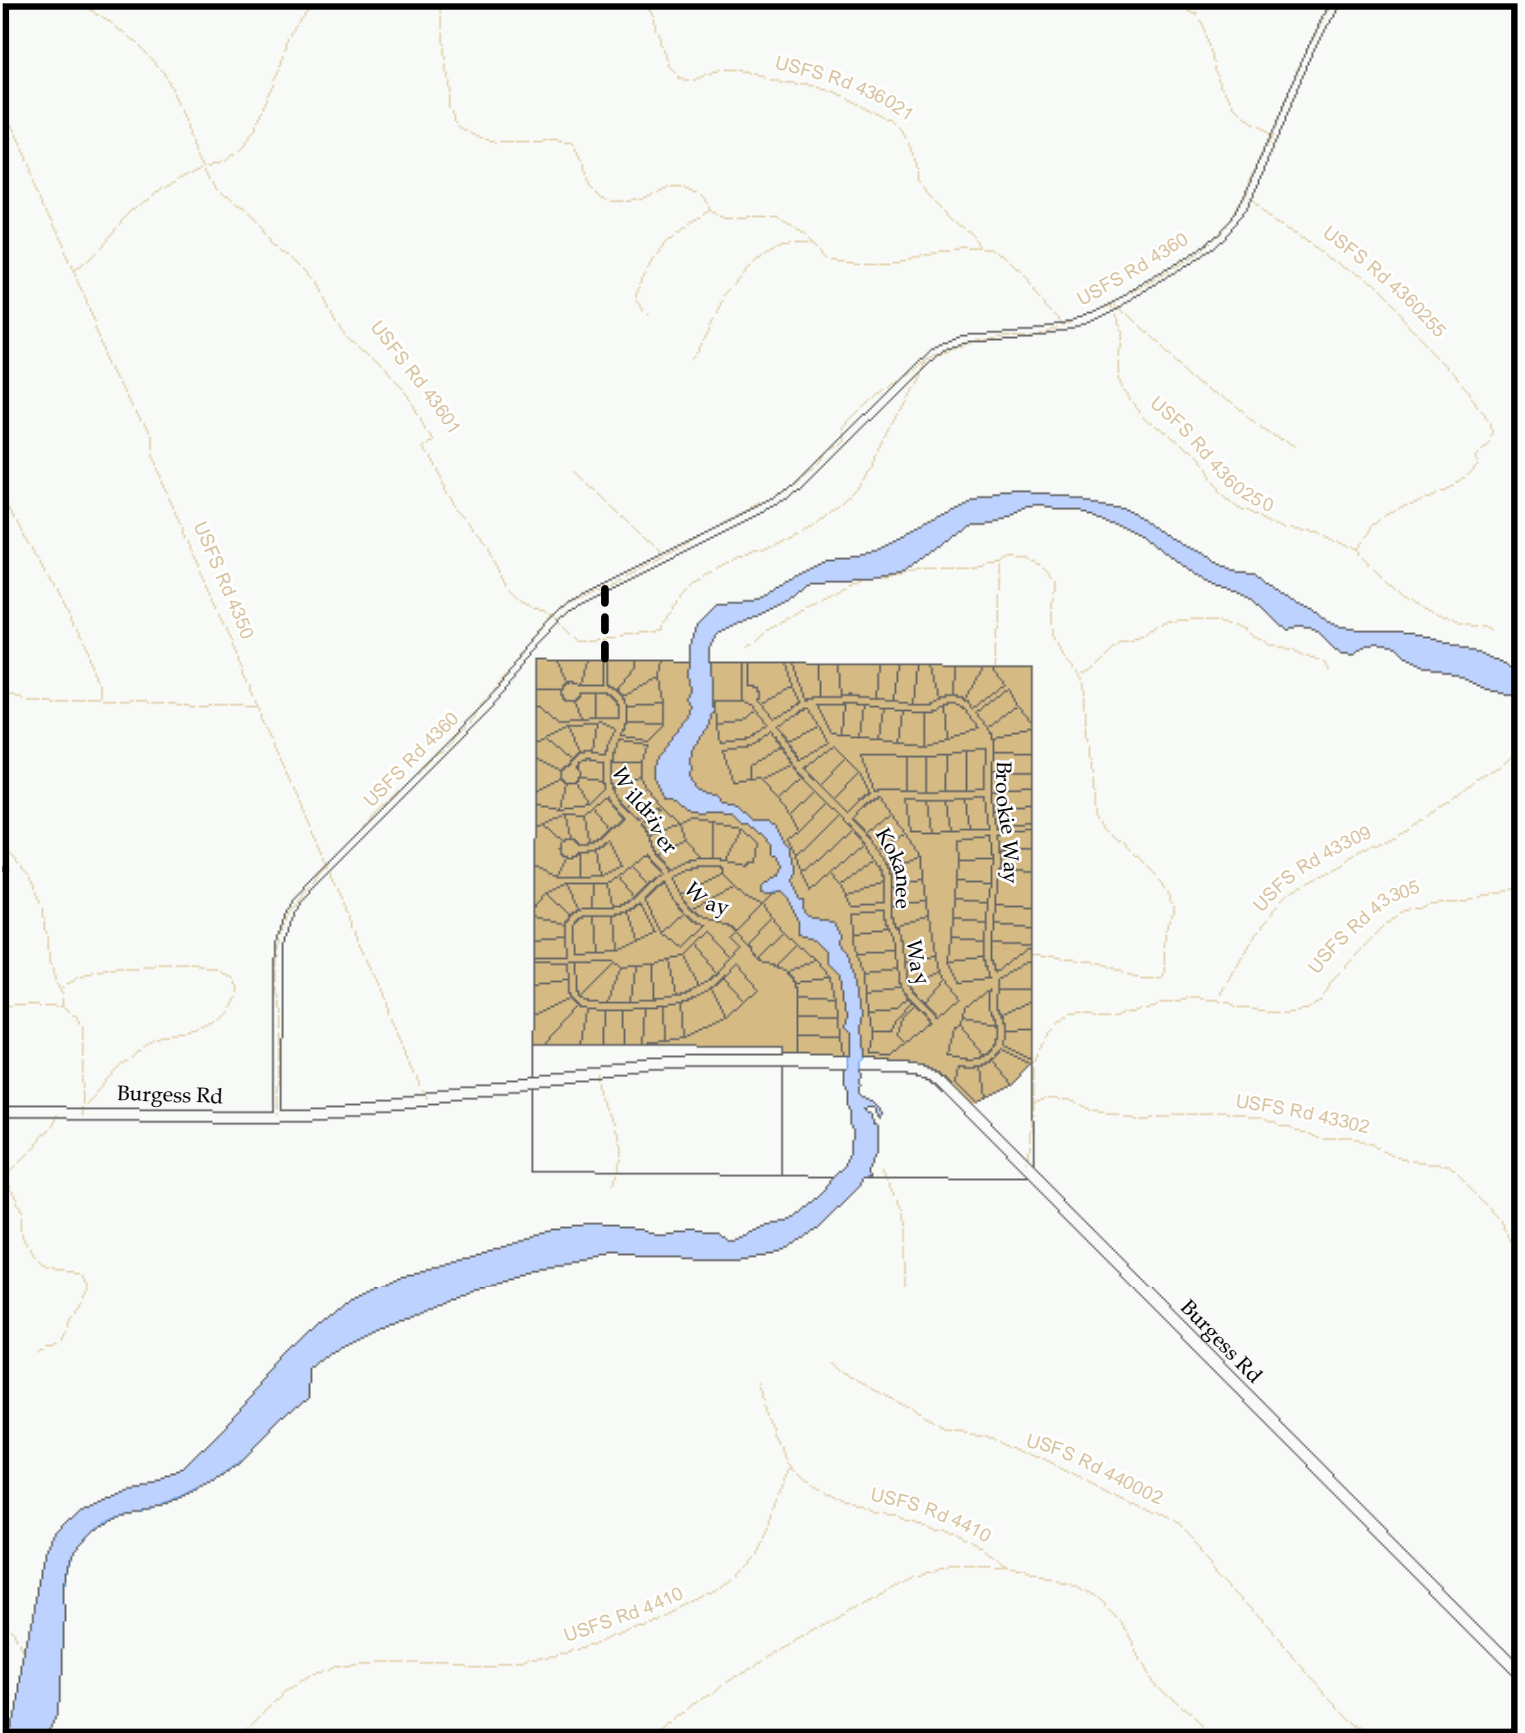 USFS Rd 436021
USFS Rd 4360
USFS Rd 4360255
USFS Rd 43601
USFS Rd 4360250
USFS Rd 4350
USFS Rd 4360
Wildriver
Way
Kokanee
Way
Brookie Way
USFS Rd 43309
USFS Rd 43305
Burgess Rd
USFS Rd 43302
Burgess Rd
USFS Rd 440002
USFS Rd 4410
USFS Rd 4410